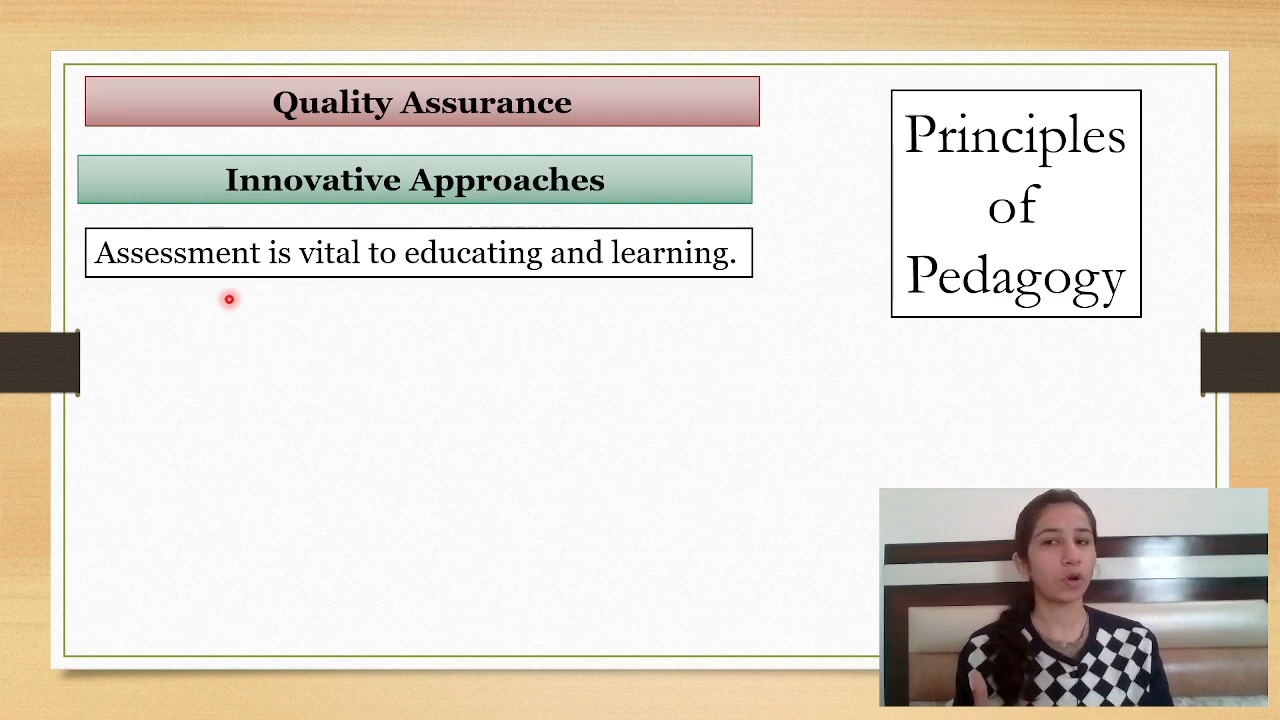 Quality Assurance
Innovative Approaches
Assessment is vital to educating and learning.
Principles
of
Pedagogy